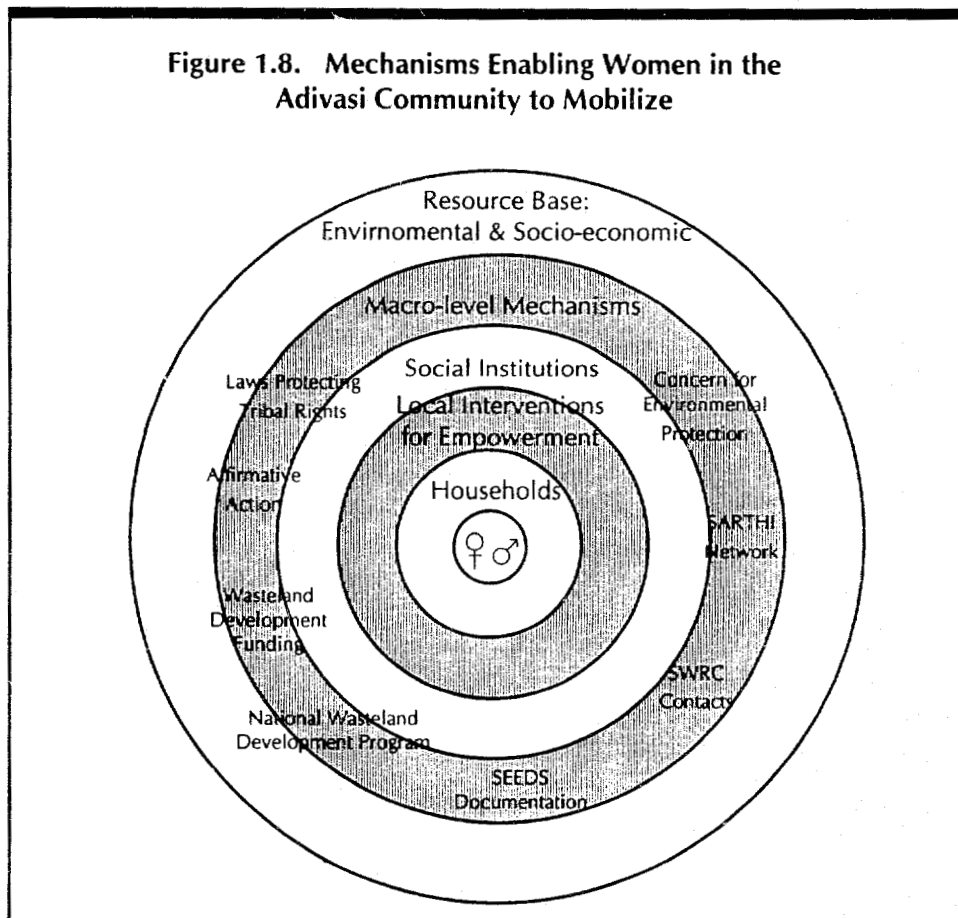 Figure 1.8. Mechanisms Enabling Women in the
Adivasi Community to Mobilize
Resource Base:
Envirnomental & Socio-economic
Macro-level Mechanisms
Social Institutions
Local Interventions
for Empowerment
Households
♀ ♂
Laws Protecting
Tribal Rights
Affirmative
Action
Wasteland
Development
Funding
National Wasteland
Development Program
SEEDS
Documentation
SWRC
Contacts
SARTHI
Network
Concern for
Environmental
Protection